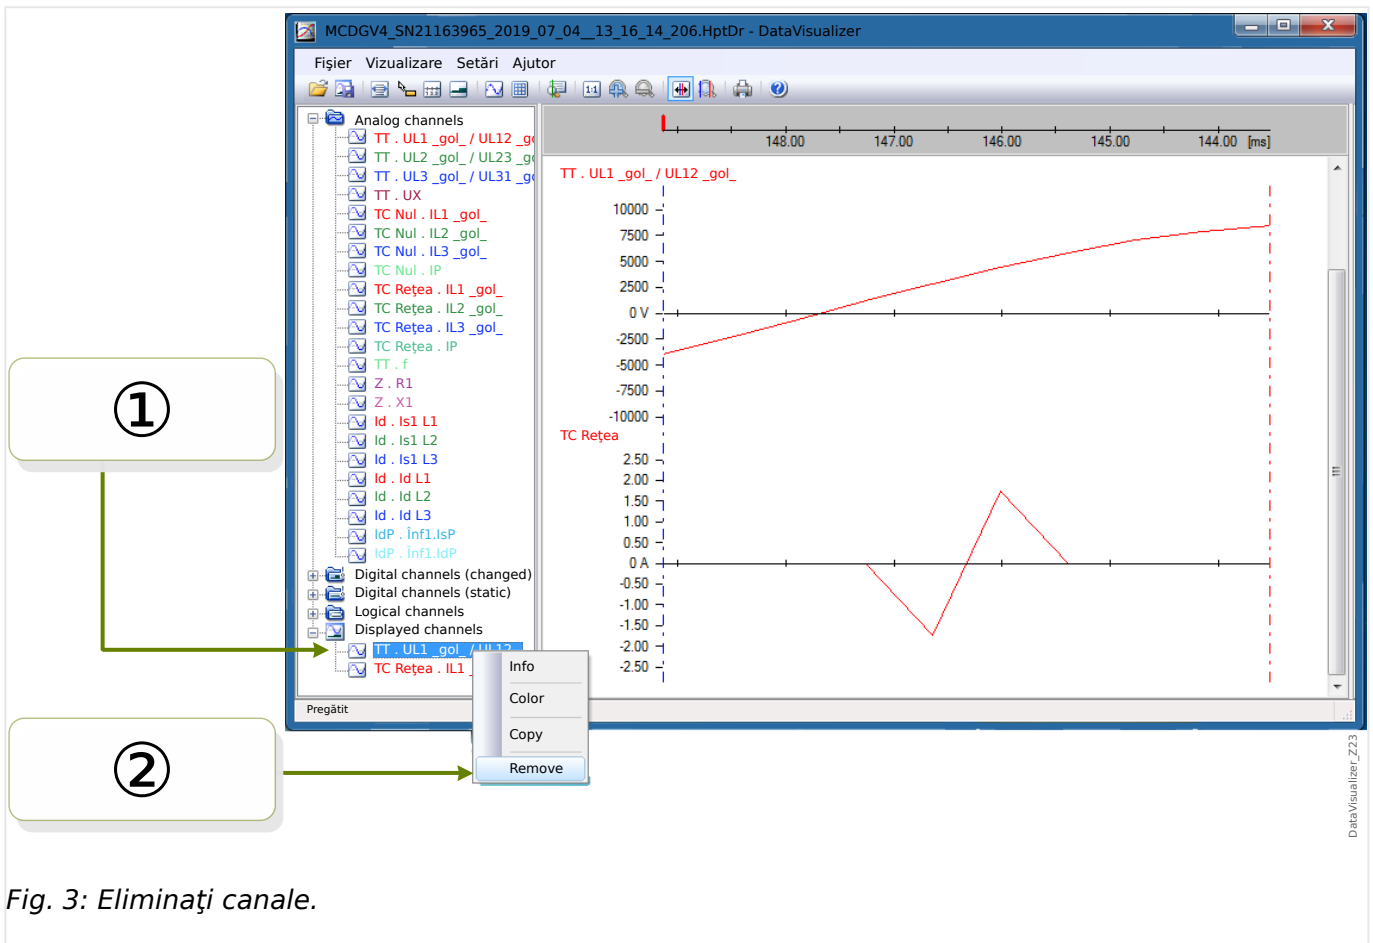 MCDGV4_SN21163965_2019_07_04__13_16_14_206.HptDr - DataVisualizer
Fişier Vizualizare Setări Ajutor
1:1
Analog channels
TT . UL1 _gol_ / UL12 _go
TT . UL2 _gol_ / UL23 _go
TT . UL3 _gol_ / UL31 _go
TT . UX
TC Nul . IL1 _gol_
TC Nul . IL2 _gol_
TC Nul . IL3 _gol_
TC Nul . IP
TC Reţea . IL1 _gol_
TC Reţea . IL2 _gol_
TC Reţea . IL3 _gol_
TC Reţea . IP
TT . f
Z . R1
Z . X1
Id . Is1 L1
Id . Is1 L2
Id . Is1 L3
Id . Id L1
Id . Id L2
Id . Id L3
IdP . Înf1.IsP
IdP . Înf1.IdP
Digital channels (changed)
Digital channels (static)
Logical channels
Displayed channels
TT . UL1 _gol_ / UL12
TC Reţea . IL1 _
148.00 147.00 146.00 145.00 144.00 [ms]
TT . UL1 _gol_ / UL12 _gol_
10000
7500
5000
2500
0 V
-2500
-5000
-7500
-10000
TC Reţea
2.50
2.00
1.50
1.00
0.50
0 A
-0.50
-1.00
-1.50
-2.00
-2.50
Info
Color
Copy
Remove
Pregătit
①
②
DataVisualizer_Z23
Fig. 3: Eliminaţi canale.